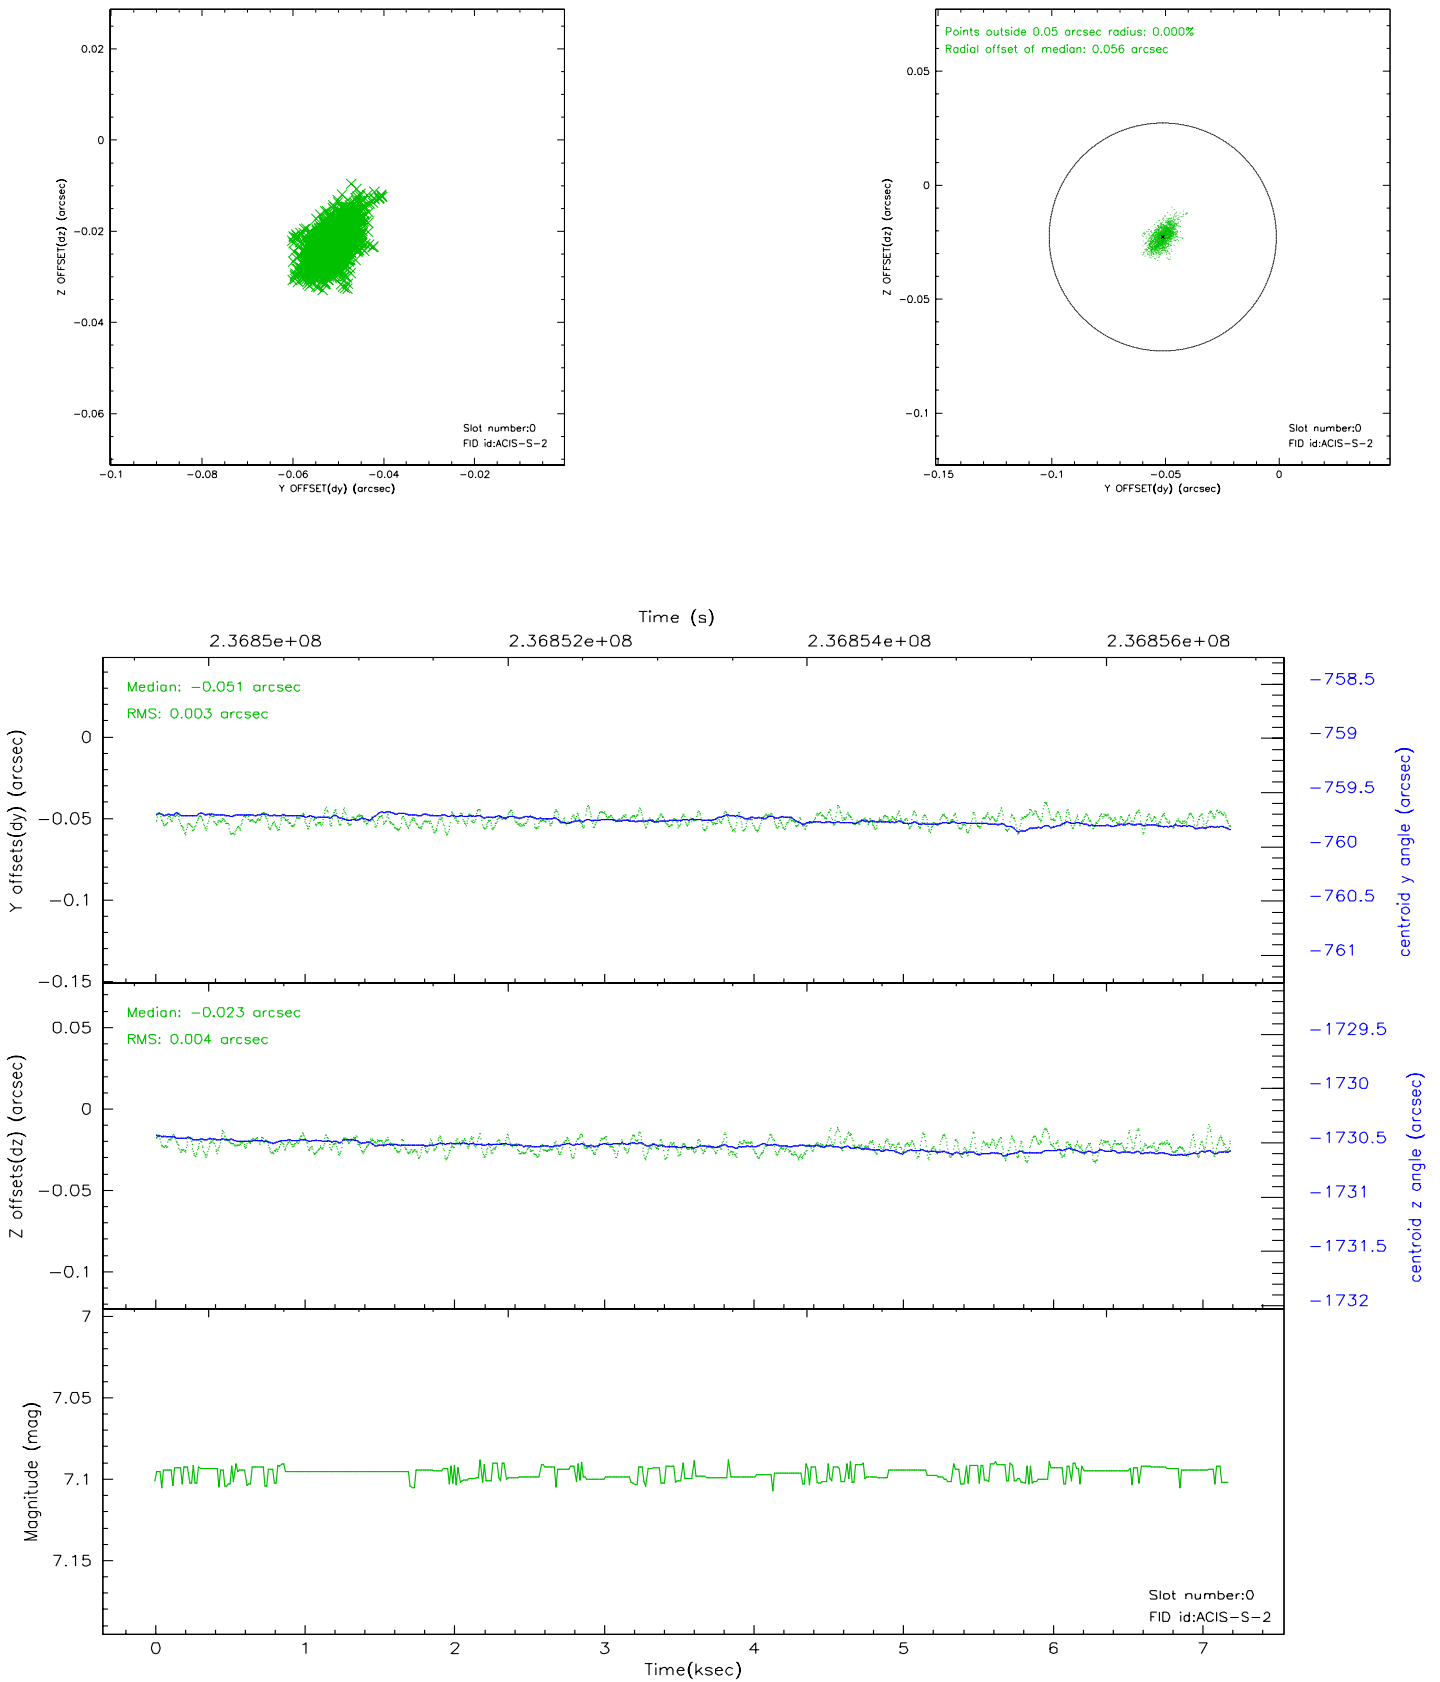 0.02
0
-0.02
-0.04
-0.06
Z OFFSET(dz) (arcsec)
Slot number:0
FID id:ACIS-S-2
-0.1 -0.08 -0.06 -0.04 -0.02
Y OFFSET(dy) (arcsec)
Points outside 0.05 arcsec radius: 0.000%
Radial offset of median: 0.056 arcsec
0.05
0
-0.05
-0.1
Z OFFSET(dz) (arcsec)
Slot number:0
FID id:ACIS-S-2
-0.15 -0.1 -0.05 0
Y OFFSET(dy) (arcsec)
Time (s)
2.3685e+08 2.36852e+08 2.36854e+08 2.36856e+08
Median: -0.051 arcsec
RMS: 0.003 arcsec
0
-0.05
-0.1
-0.15
Y offsets(dy) (arcsec)
-758.5
-759
-759.5
-760
-760.5
-761
centroid y angle (arcsec)
Median: -0.023 arcsec
RMS: 0.004 arcsec
0.05
0
-0.05
-0.1
Z offsets(dz) (arcsec)
-1729.5
-1730
-1730.5
-1731
-1731.5
-1732
centroid z angle (arcsec)
7
7.05
7.1
7.15
Magnitude (mag)
Slot number:0
FID id:ACIS-S-2
0 1 2 3 4 5 6 7
Time(ksec)